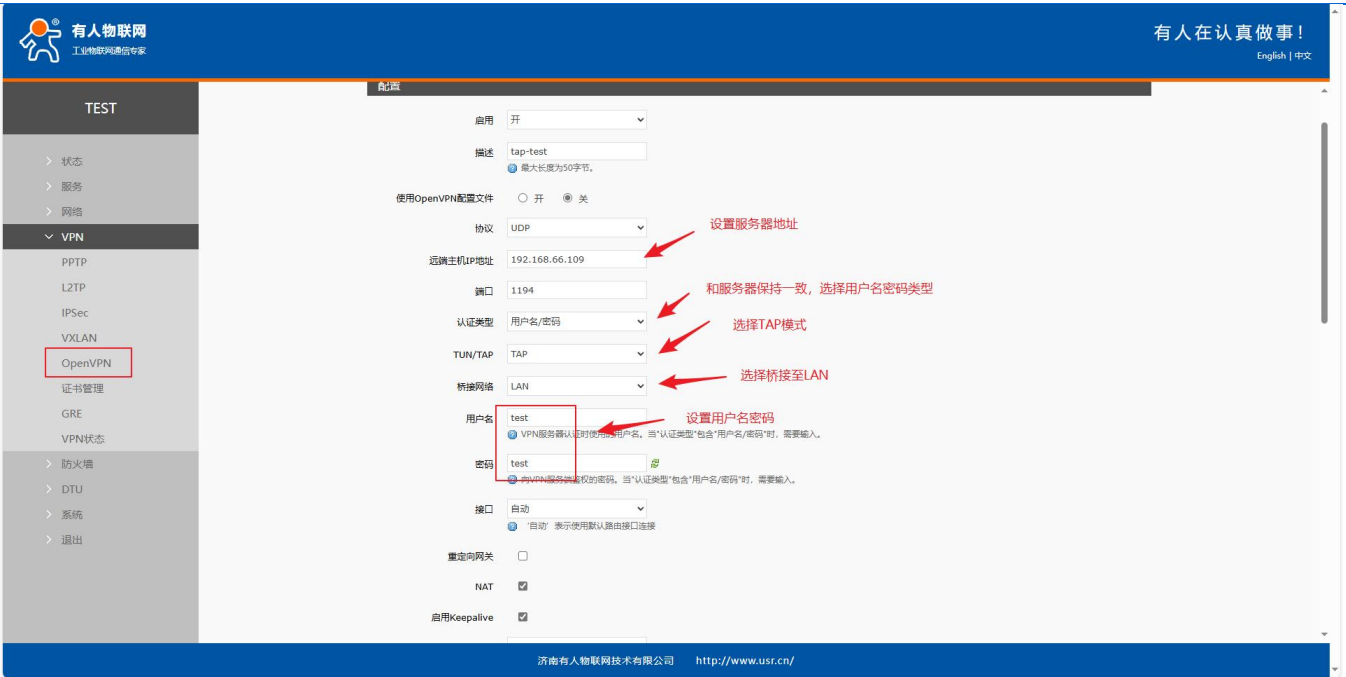 有人物联网
工业物联网通信专家
有人在认真做事！
English | 中文
TEST
状态
服务
网络
VPN
PPTP
L2TP
IPSec
VXLAN
OpenVPN
证书管理
GRE
VPN状态
防火墙
DTU
系统
退出
配置
启用 开
描述 tap-test
最大长度为50字节。
使用OpenVPN配置文件 开 关
协议 UDP
设置服务器地址
远端主机IP地址 192.168.66.109
端口 1194
和服务器保持一致，选择用户名密码类型
认证类型 用户名/密码
选择TAP模式
TUN/TAP TAP
选择桥接至LAN
桥接网络 LAN
用户名 test
设置用户名密码
VPN服务器认证时使用的用户名。当"认证类型"包含"用户名/密码"时，需要输入。
密码 test
向VPN服务端鉴权的密码。当"认证类型"包含"用户名/密码"时，需要输入。
接口 自动
'自动' 表示使用默认路由接口连接
重定向网关
NAT
启用Keepalive
济南有人物联网技术有限公司 http://www.usr.cn/